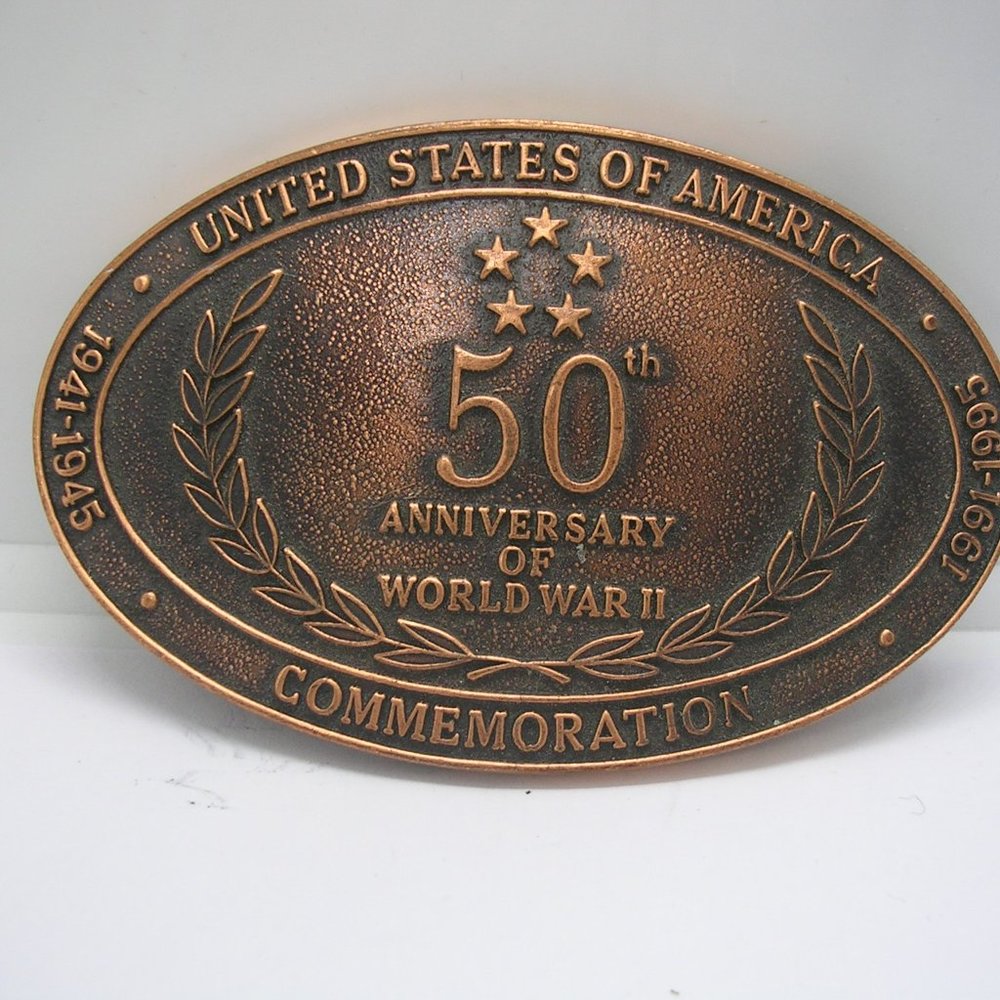 UNITED STATES OF AMERICA
1941-1945
50th
ANNIVERSARY
OF
WORLD WAR II
1991-1995
COMMEMORATION